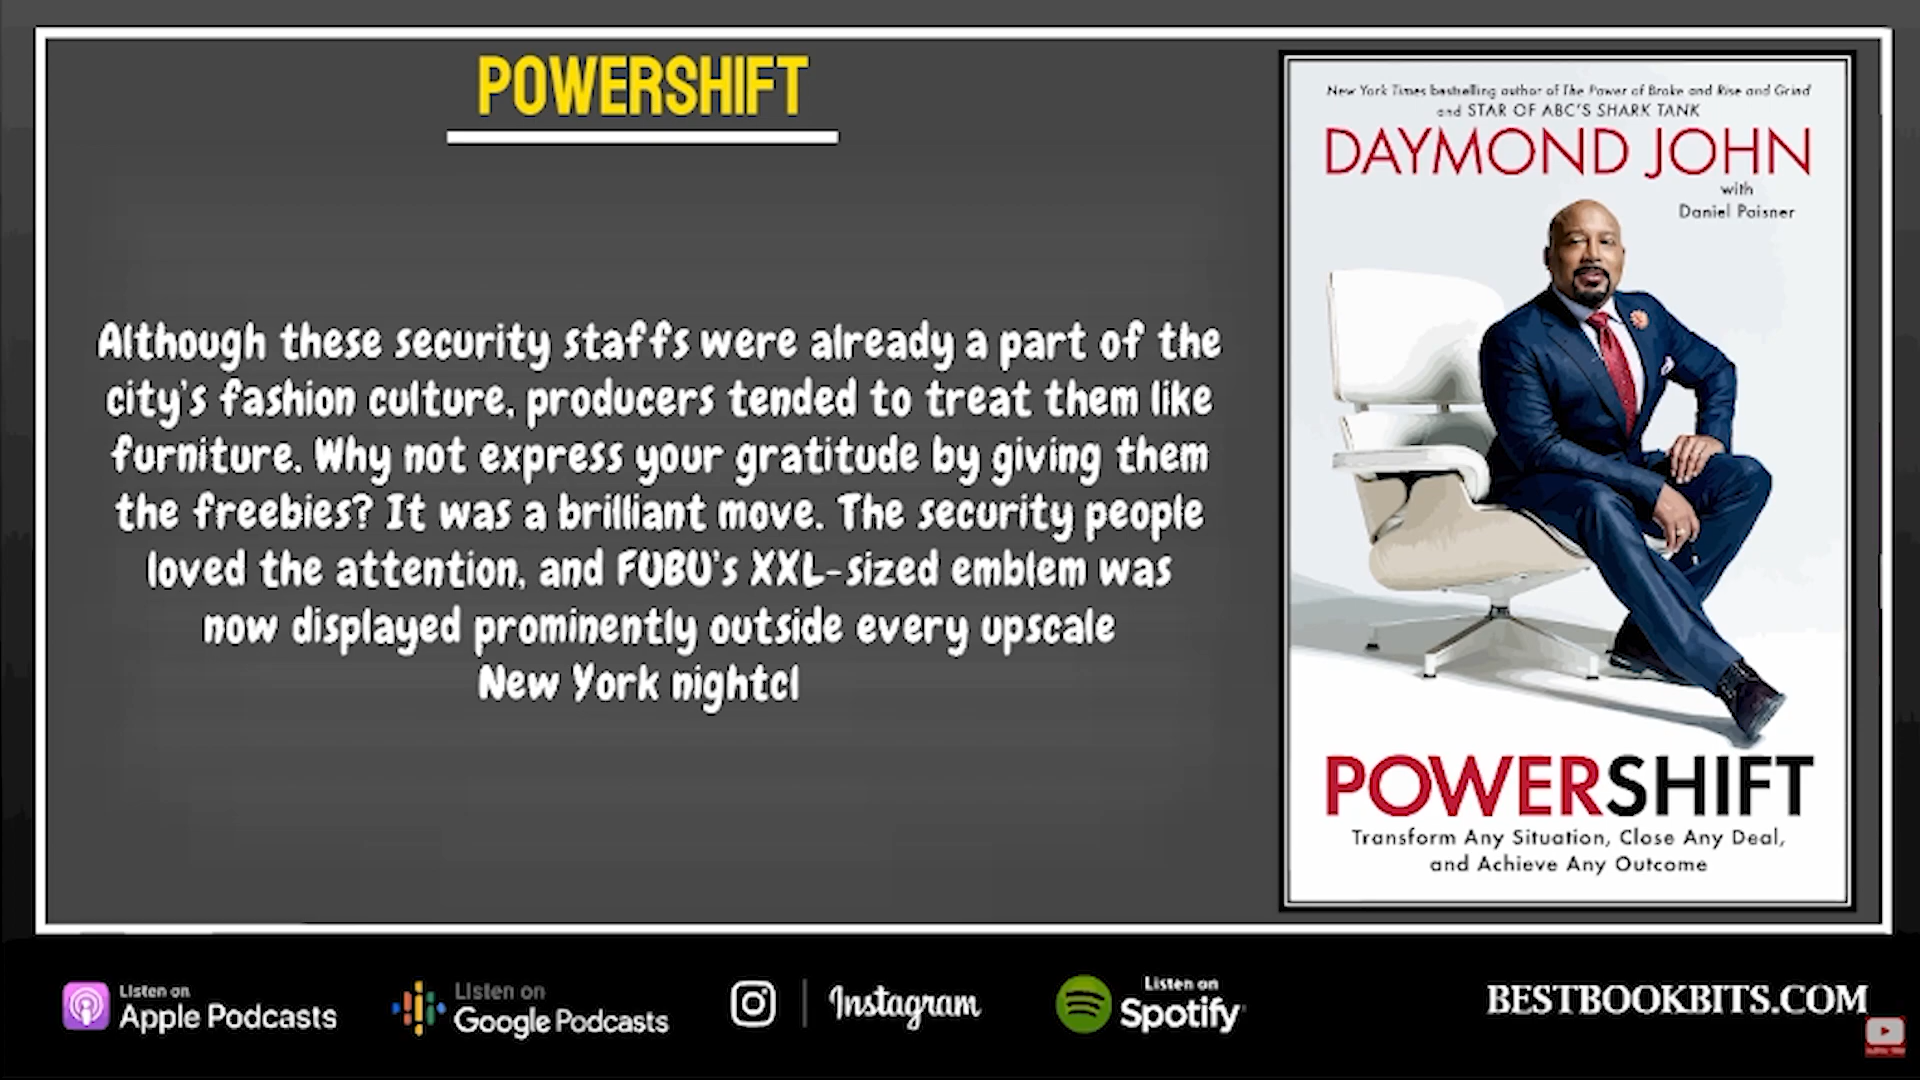 POWERSHIFT
Although these security staffs were already a part of the
city's fashion culture, producers tended to treat them like
furniture. Why not express your gratitude by giving them
the freebies? It was a brilliant move. The security people
loved the attention, and FUBU's XXL-sized emblem was
now displayed prominently outside every upscale
New York nightcl
New York Times bestselling author of The Power of Broke and Rise and Grind
and STAR OF ABC'S SHARK TANK
DAYMOND JOHN
with
Daniel Paisner
POWERSHIFT
Transform Any Situation, Close Any Deal,
and Achieve Any Outcome
Listen on
Apple Podcasts
Listen on
Google Podcasts
Instagram
Listen on
Spotify
BESTBOOKBITS.COM